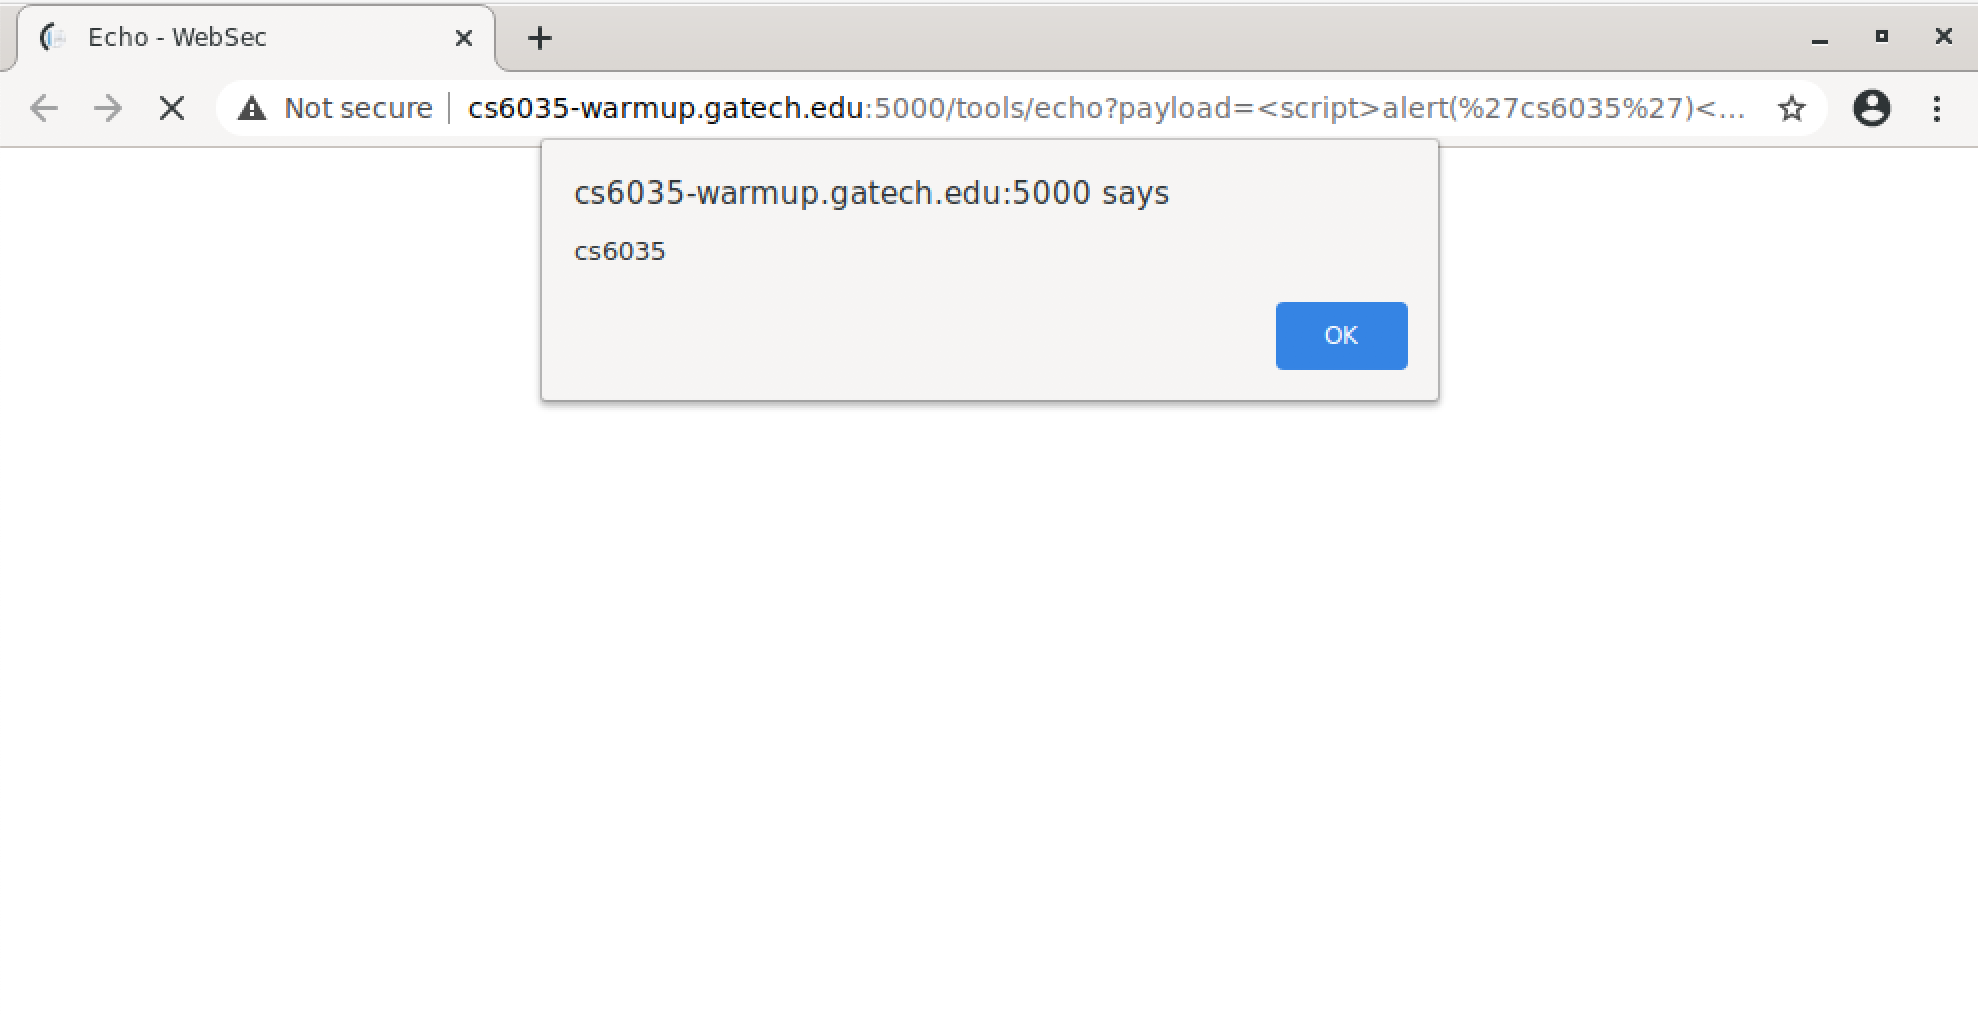 Echo - WebSec
Not secure
cs6035-warmup.gatech.edu:5000/tools/echo?payload=<script>alert(%27cs6035%27)<...
cs6035-warmup.gatech.edu:5000 says
cs6035
OK